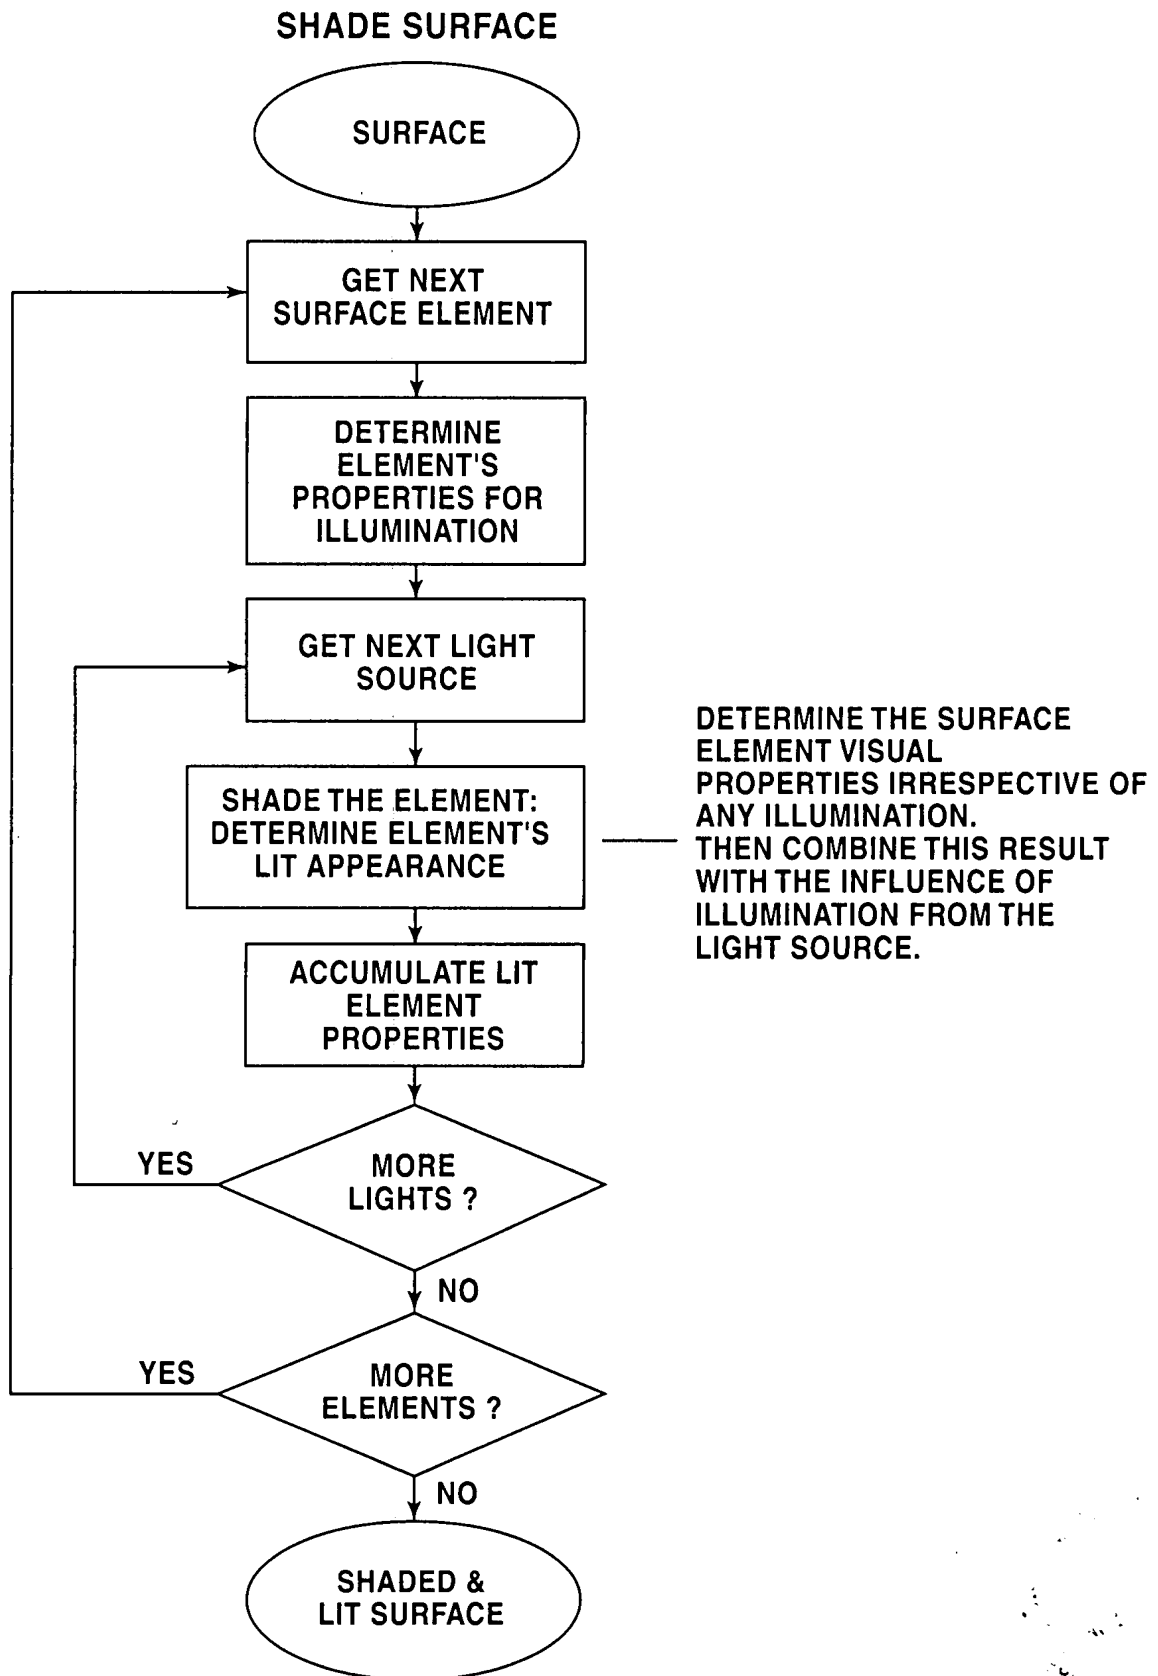 SHADE SURFACE
SURFACE
GET NEXT
SURFACE ELEMENT
DETERMINE
ELEMENT'S
PROPERTIES FOR
ILLUMINATION
GET NEXT LIGHT
SOURCE
SHADE THE ELEMENT:
DETERMINE ELEMENT'S
LIT APPEARANCE
DETERMINE THE SURFACE
ELEMENT VISUAL
PROPERTIES IRRESPECTIVE OF
ANY ILLUMINATION.
THEN COMBINE THIS RESULT
WITH THE INFLUENCE OF
ILLUMINATION FROM THE
LIGHT SOURCE.
ACCUMULATE LIT
ELEMENT
PROPERTIES
YES
MORE
LIGHTS ?
NO
YES
MORE
ELEMENTS ?
NO
SHADED &
LIT SURFACE